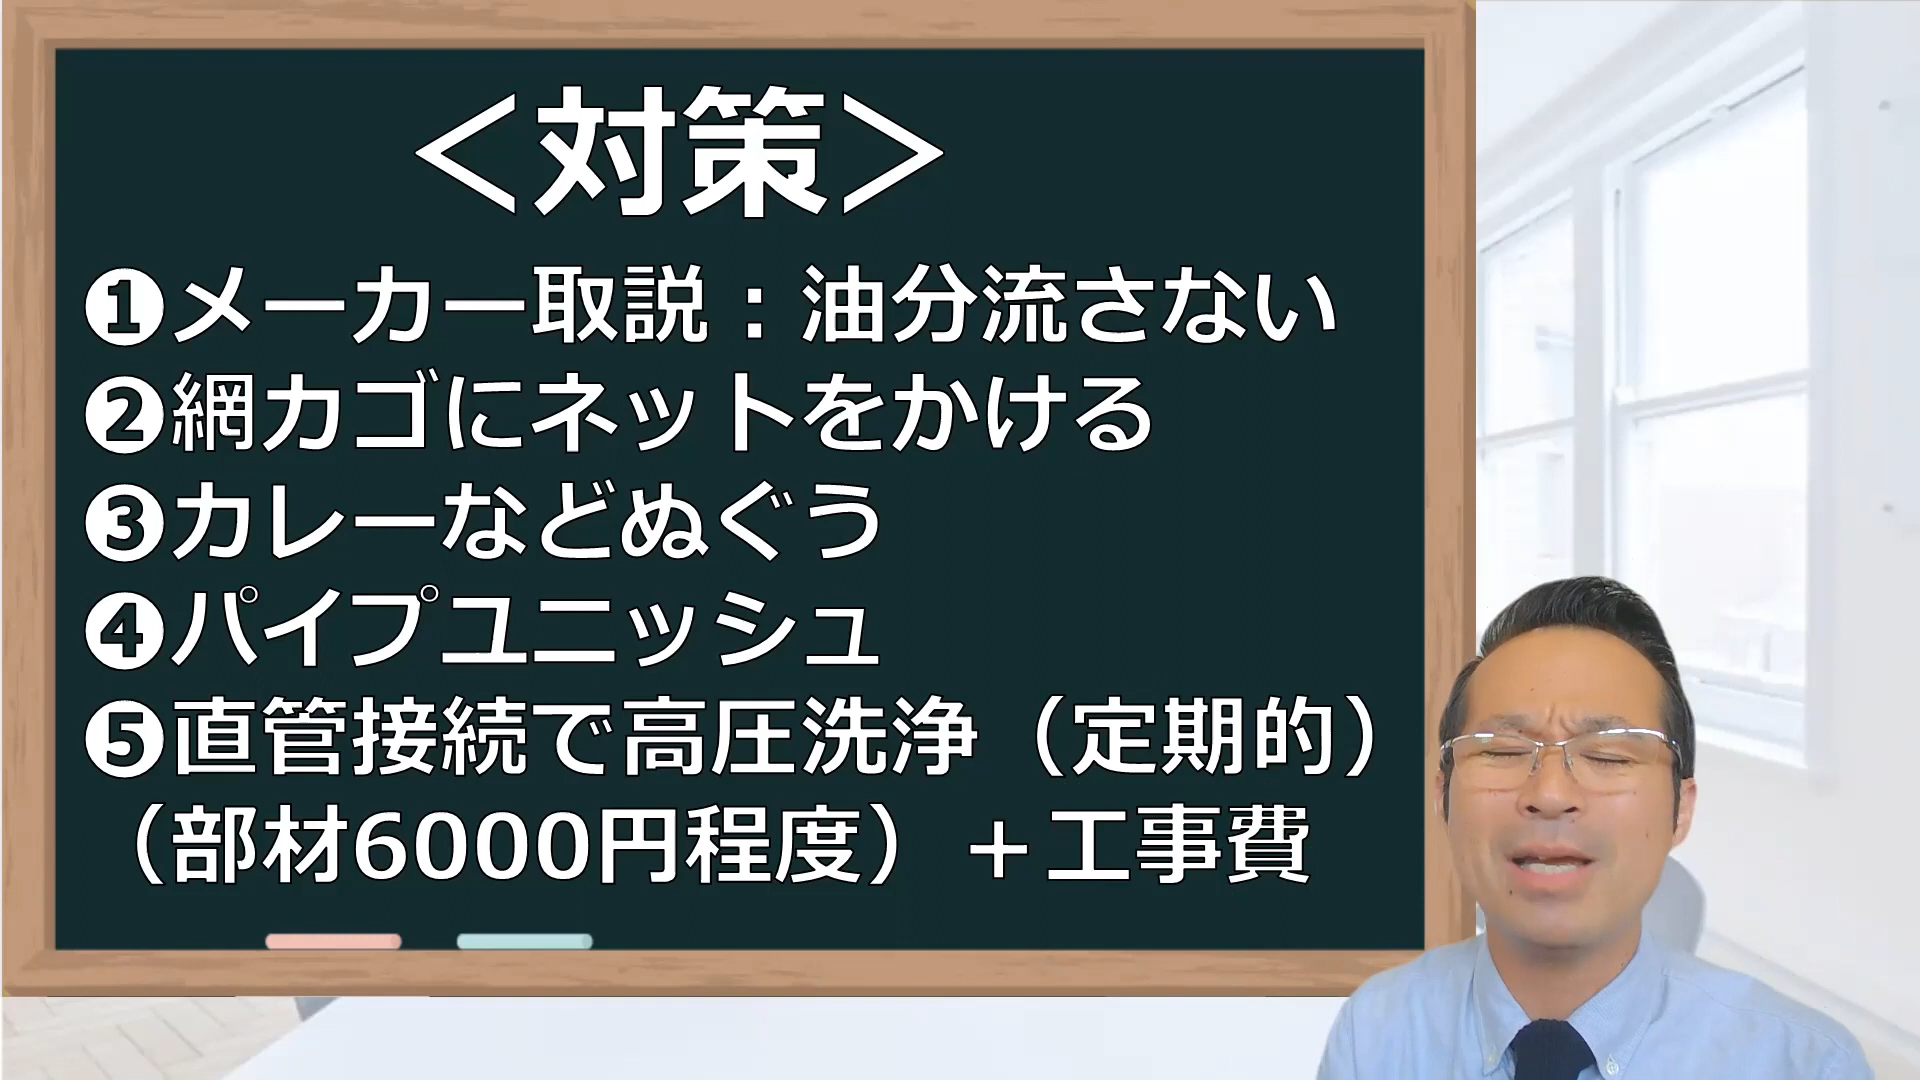 ＜対策＞
❶メーカー取説：油分流さない
❷網カゴにネットをかける
❸カレーなどぬぐう
❹パイプユニッシュ
❺直管接続で高圧洗浄（定期的）
（部材6000円程度）＋工事費